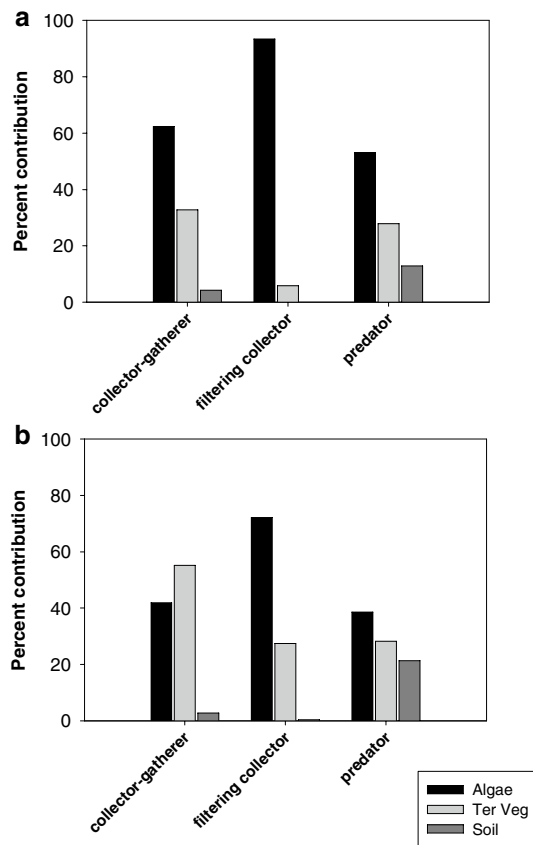 a
Percent contribution
100
80
60
40
20
0
collector-gatherer
filtering collector
predator
b
Percent contribution
100
80
60
40
20
0
collector-gatherer
filtering collector
predator
Algae
Ter Veg
Soil